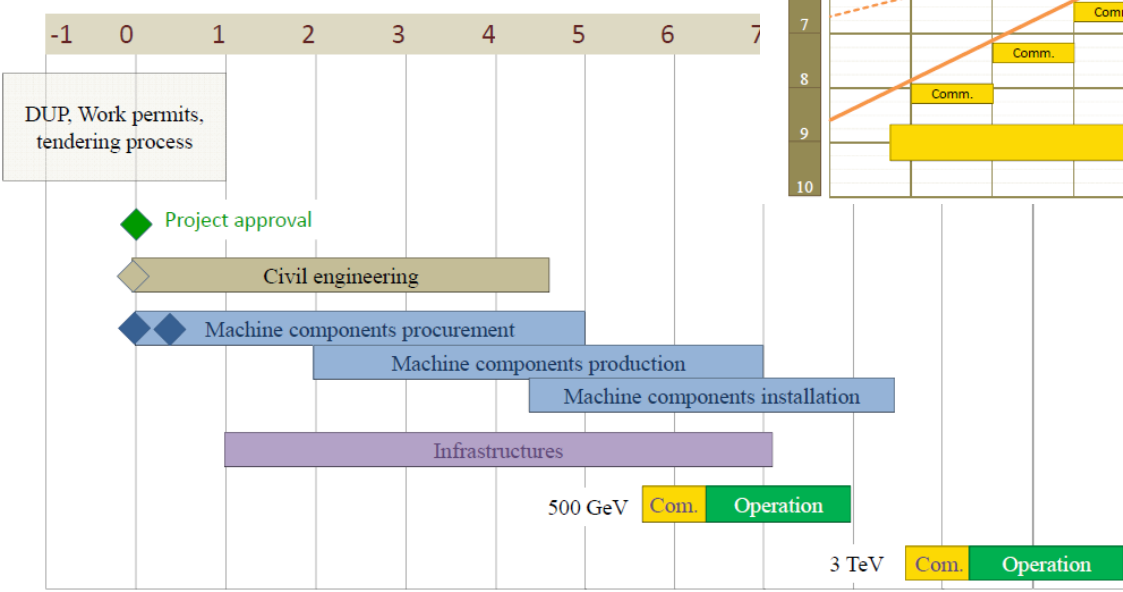 -1 0 1 2 3 4 5 6 7
DUP, Work permits,
tendering process
Project approval
Civil engineering
Machine components procurement
Machine components production
Machine components installation
Infrastructures
500 GeV Com. Operation
3 TeV Com. Operation
7
Comm.
8
Comm.
9
10